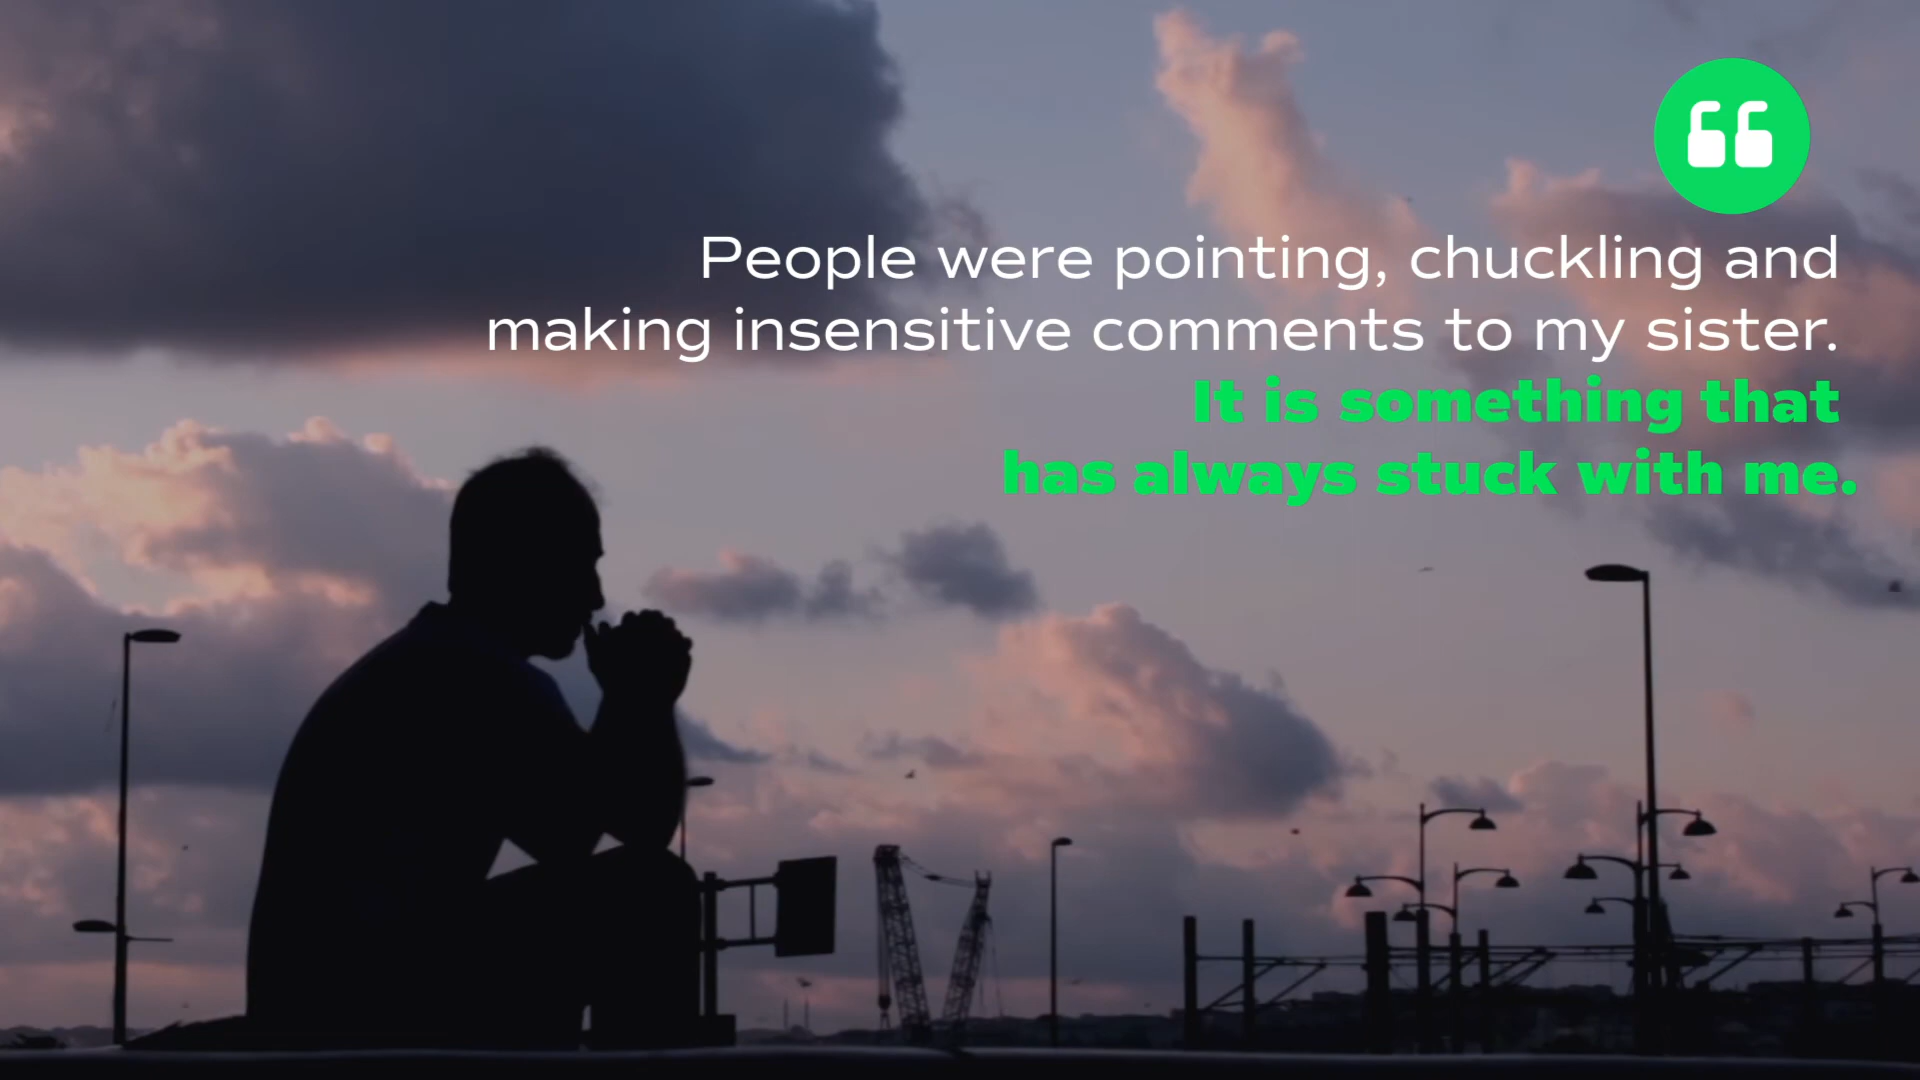 People were pointing, chuckling and
making insensitive comments to my sister.
It is something that
has always stuck with me.